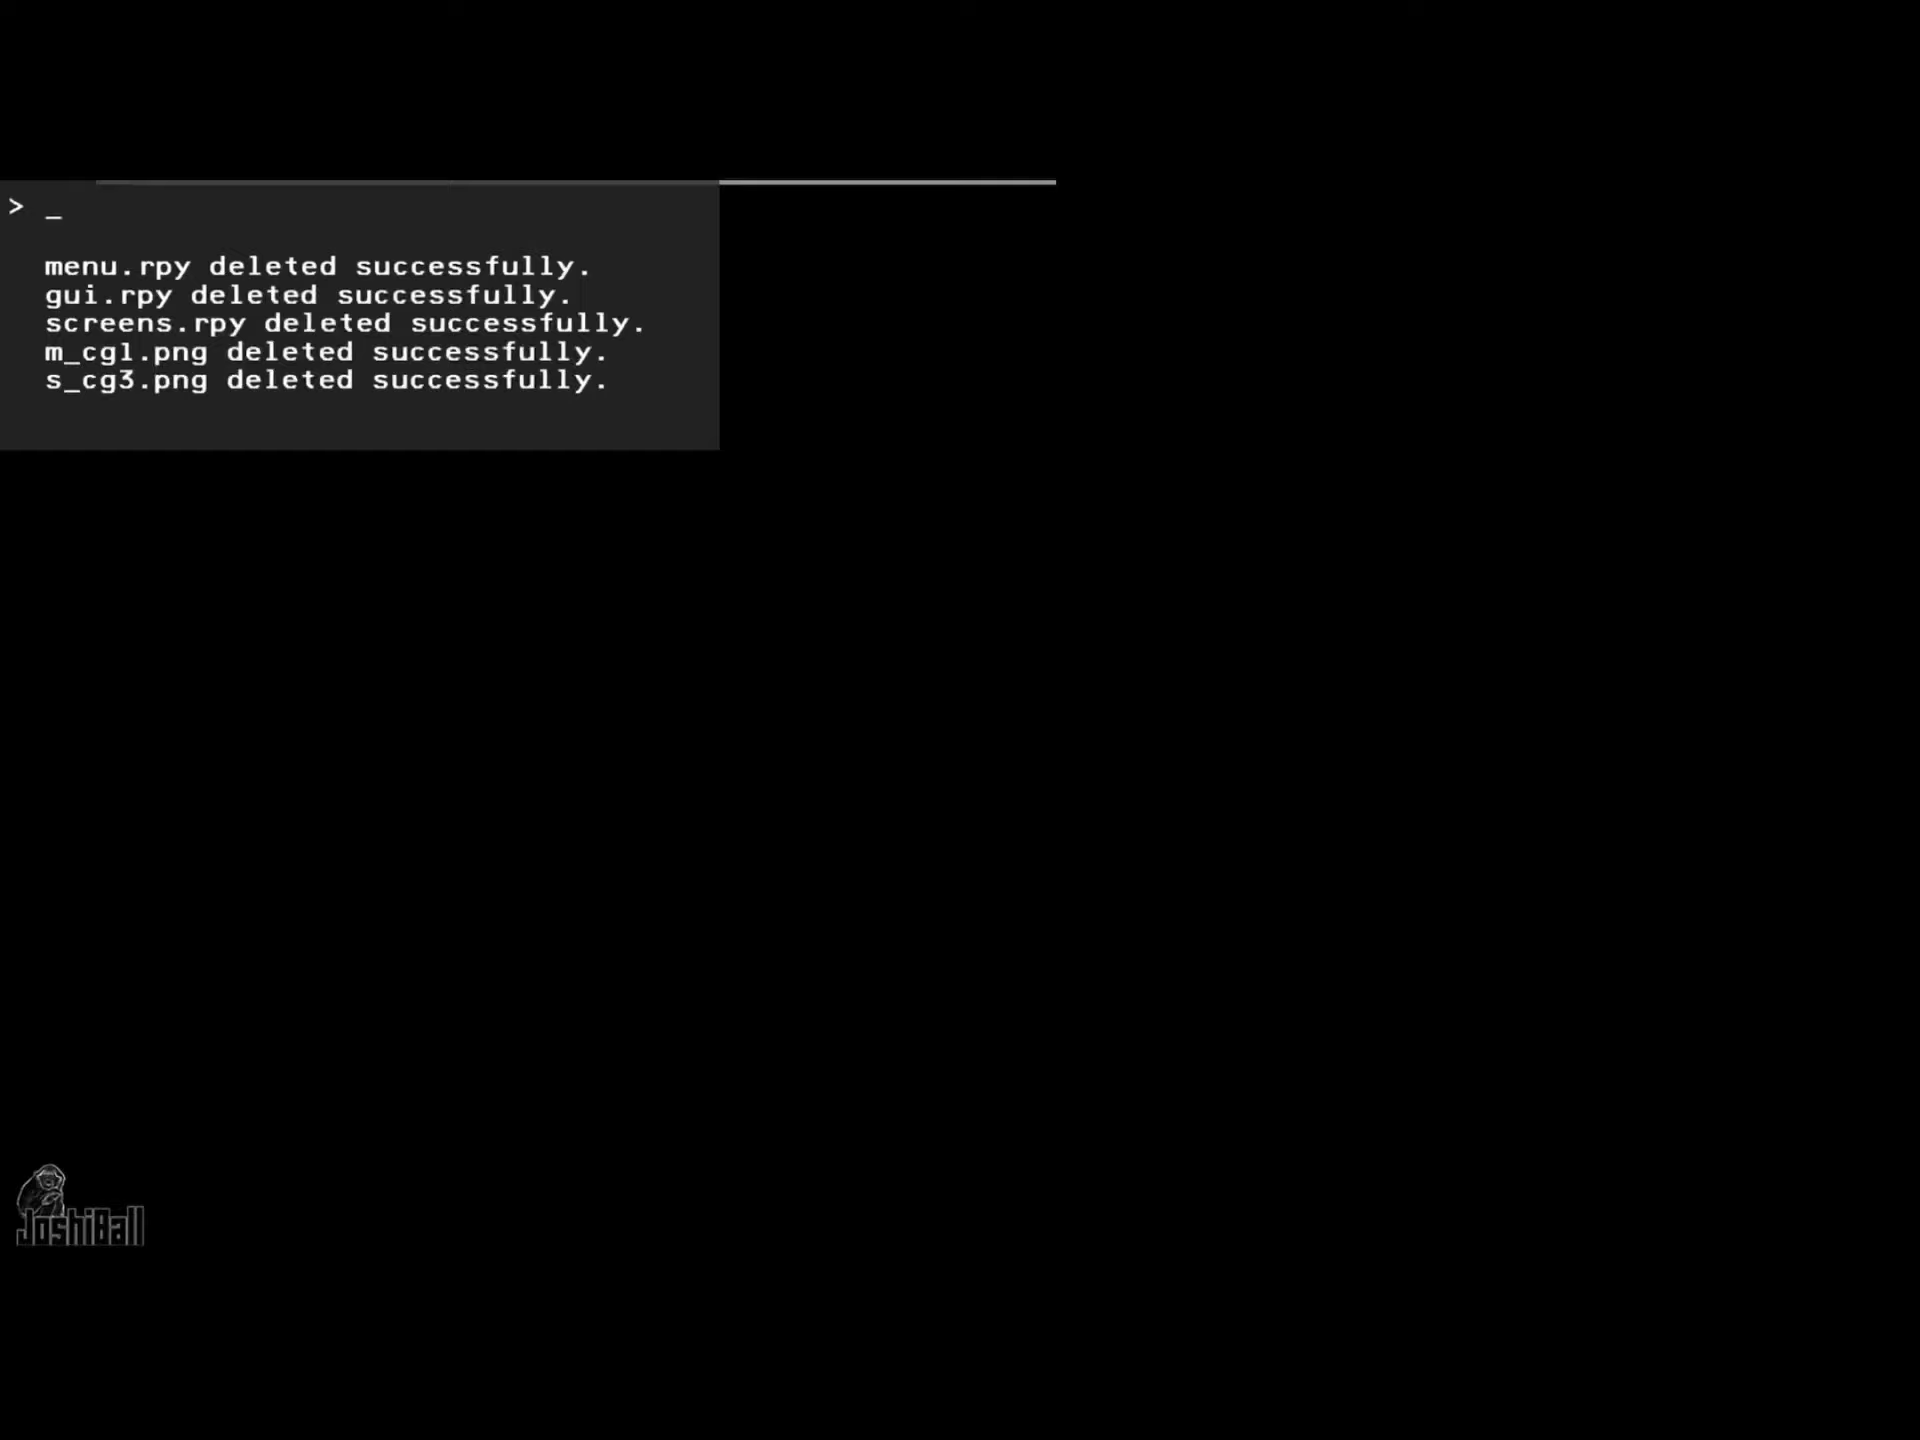 > _
menu.rpy deleted successfully.
gui.rpy deleted successfully.
screens.rpy deleted successfully.
m_cg1.png deleted successfully.
s_cg3.png deleted successfully.
JoshiBall